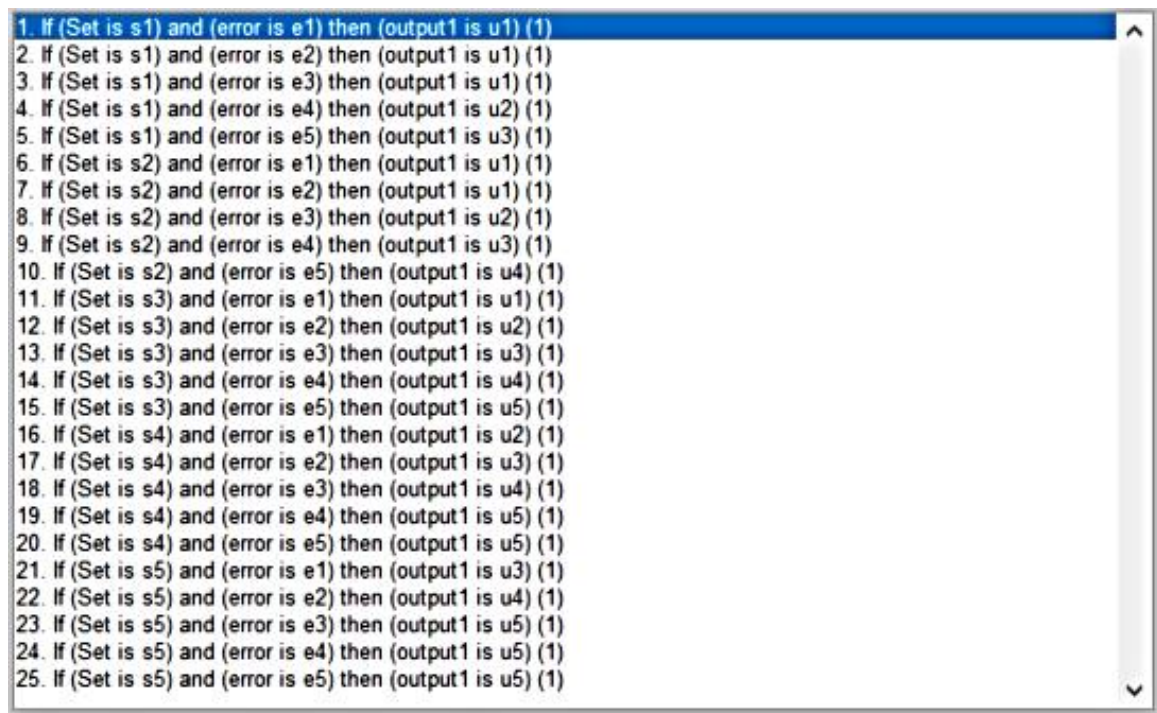 1. If (Set is s1) and (error is e1) then (output1 is u1) (1)
2. If (Set is s1) and (error is e2) then (output1 is u1) (1)
3. If (Set is s1) and (error is e3) then (output1 is u1) (1)
4. If (Set is s1) and (error is e4) then (output1 is u2) (1)
5. If (Set is s1) and (error is e5) then (output1 is u3) (1)
6. If (Set is s2) and (error is e1) then (output1 is u1) (1)
7. If (Set is s2) and (error is e2) then (output1 is u1) (1)
8. If (Set is s2) and (error is e3) then (output1 is u2) (1)
9. If (Set is s2) and (error is e4) then (output1 is u3) (1)
10. If (Set is s2) and (error is e5) then (output1 is u4) (1)
11. If (Set is s3) and (error is e1) then (output1 is u1) (1)
12. If (Set is s3) and (error is e2) then (output1 is u2) (1)
13. If (Set is s3) and (error is e3) then (output1 is u3) (1)
14. If (Set is s3) and (error is e4) then (output1 is u4) (1)
15. If (Set is s3) and (error is e5) then (output1 is u5) (1)
16. If (Set is s4) and (error is e1) then (output1 is u2) (1)
17. If (Set is s4) and (error is e2) then (output1 is u3) (1)
18. If (Set is s4) and (error is e3) then (output1 is u4) (1)
19. If (Set is s4) and (error is e4) then (output1 is u5) (1)
20. If (Set is s4) and (error is e5) then (output1 is u5) (1)
21. If (Set is s5) and (error is e1) then (output1 is u3) (1)
22. If (Set is s5) and (error is e2) then (output1 is u4) (1)
23. If (Set is s5) and (error is e3) then (output1 is u5) (1)
24. If (Set is s5) and (error is e4) then (output1 is u5) (1)
25. If (Set is s5) and (error is e5) then (output1 is u5) (1)